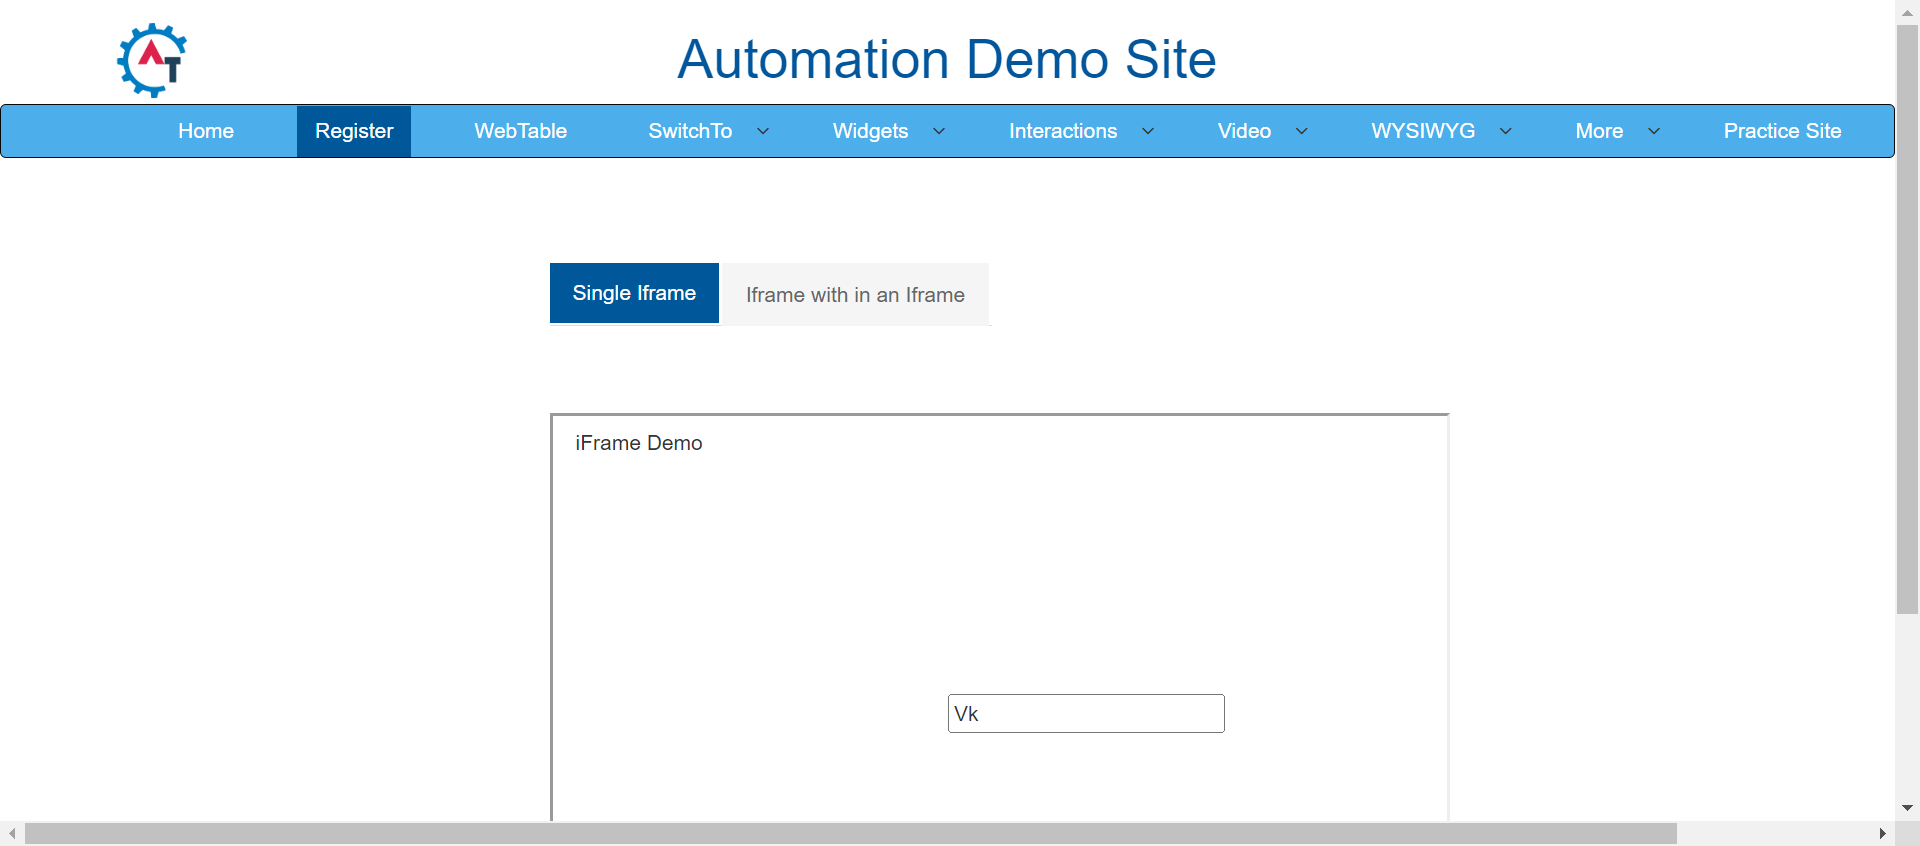 AT
Automation Demo Site
Home Register WebTable SwitchTo Widgets Interactions Video WYSIWYG More Practice Site
Single Iframe Iframe with in an Iframe
iFrame Demo
Vk